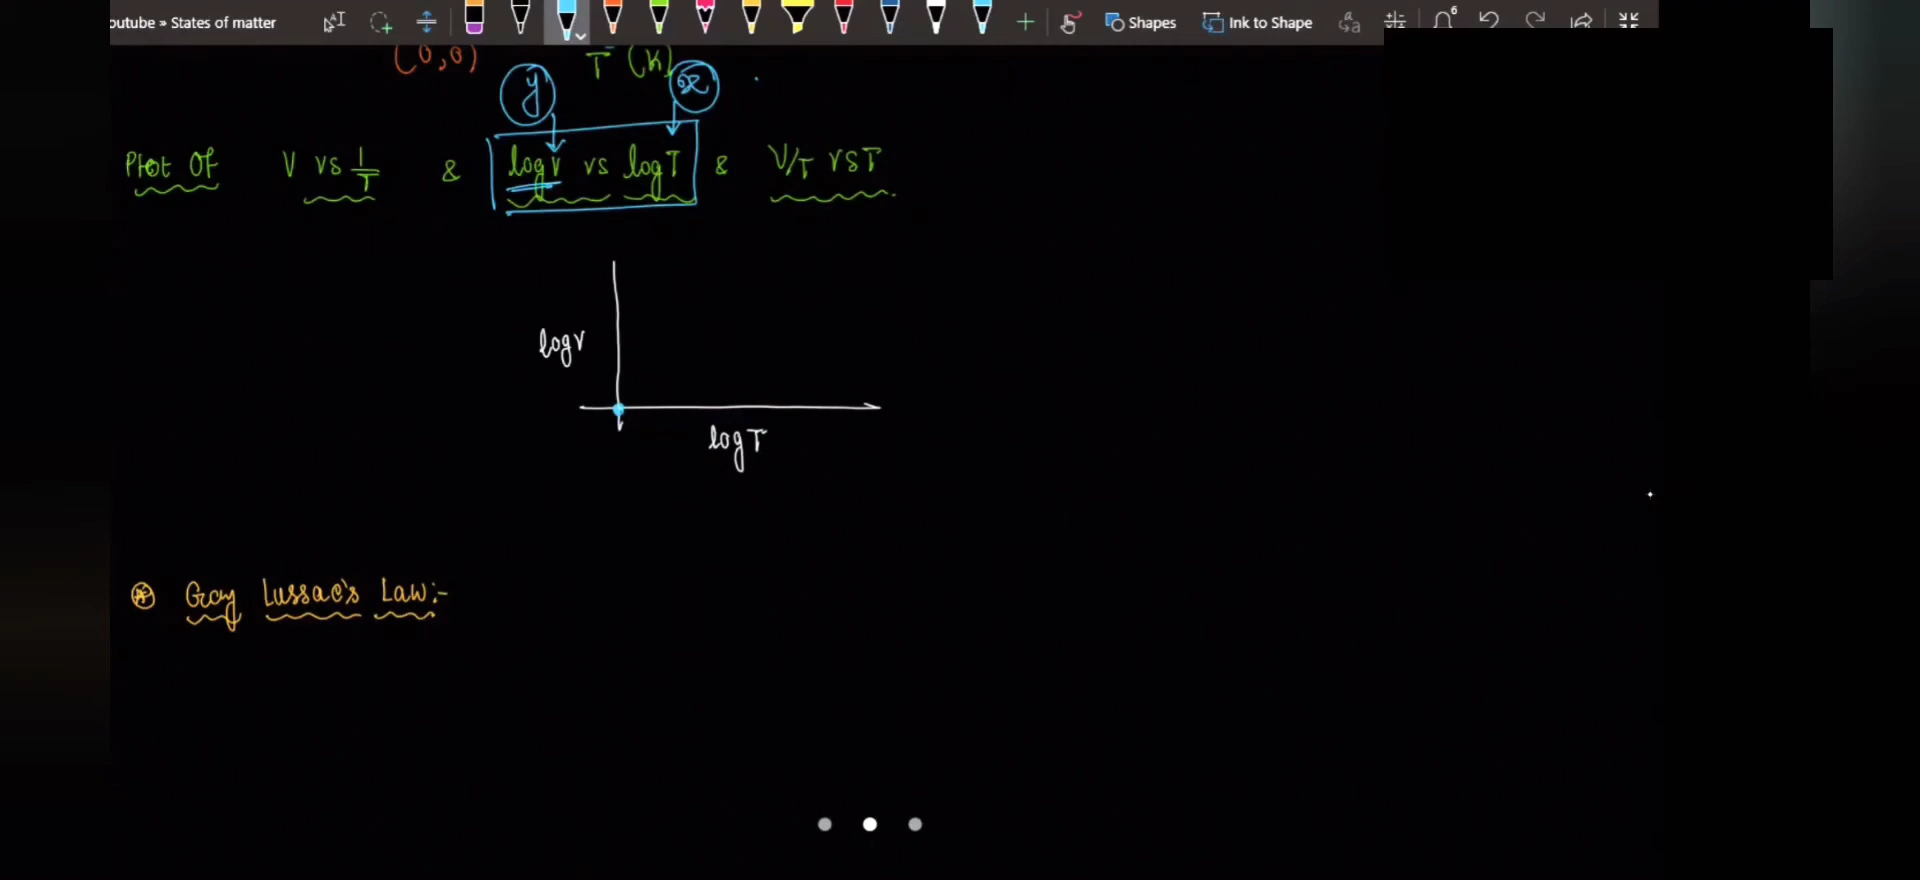 outube » States of matter
Shapes
Ink to Shape
6
(0,0)
T (K)
y
x
Plot Of V vs 1/T & log V vs log T & V/T vs T
log V
log T
Gay Lussac's Law:-